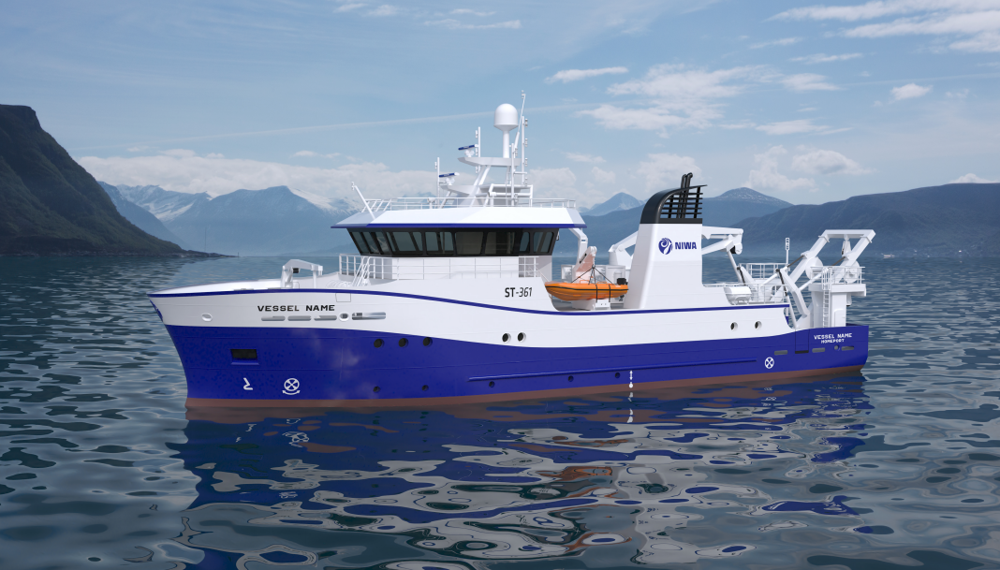 NIWA
ST-361
VESSEL NAME
VESSEL NAME
HOMEPORT